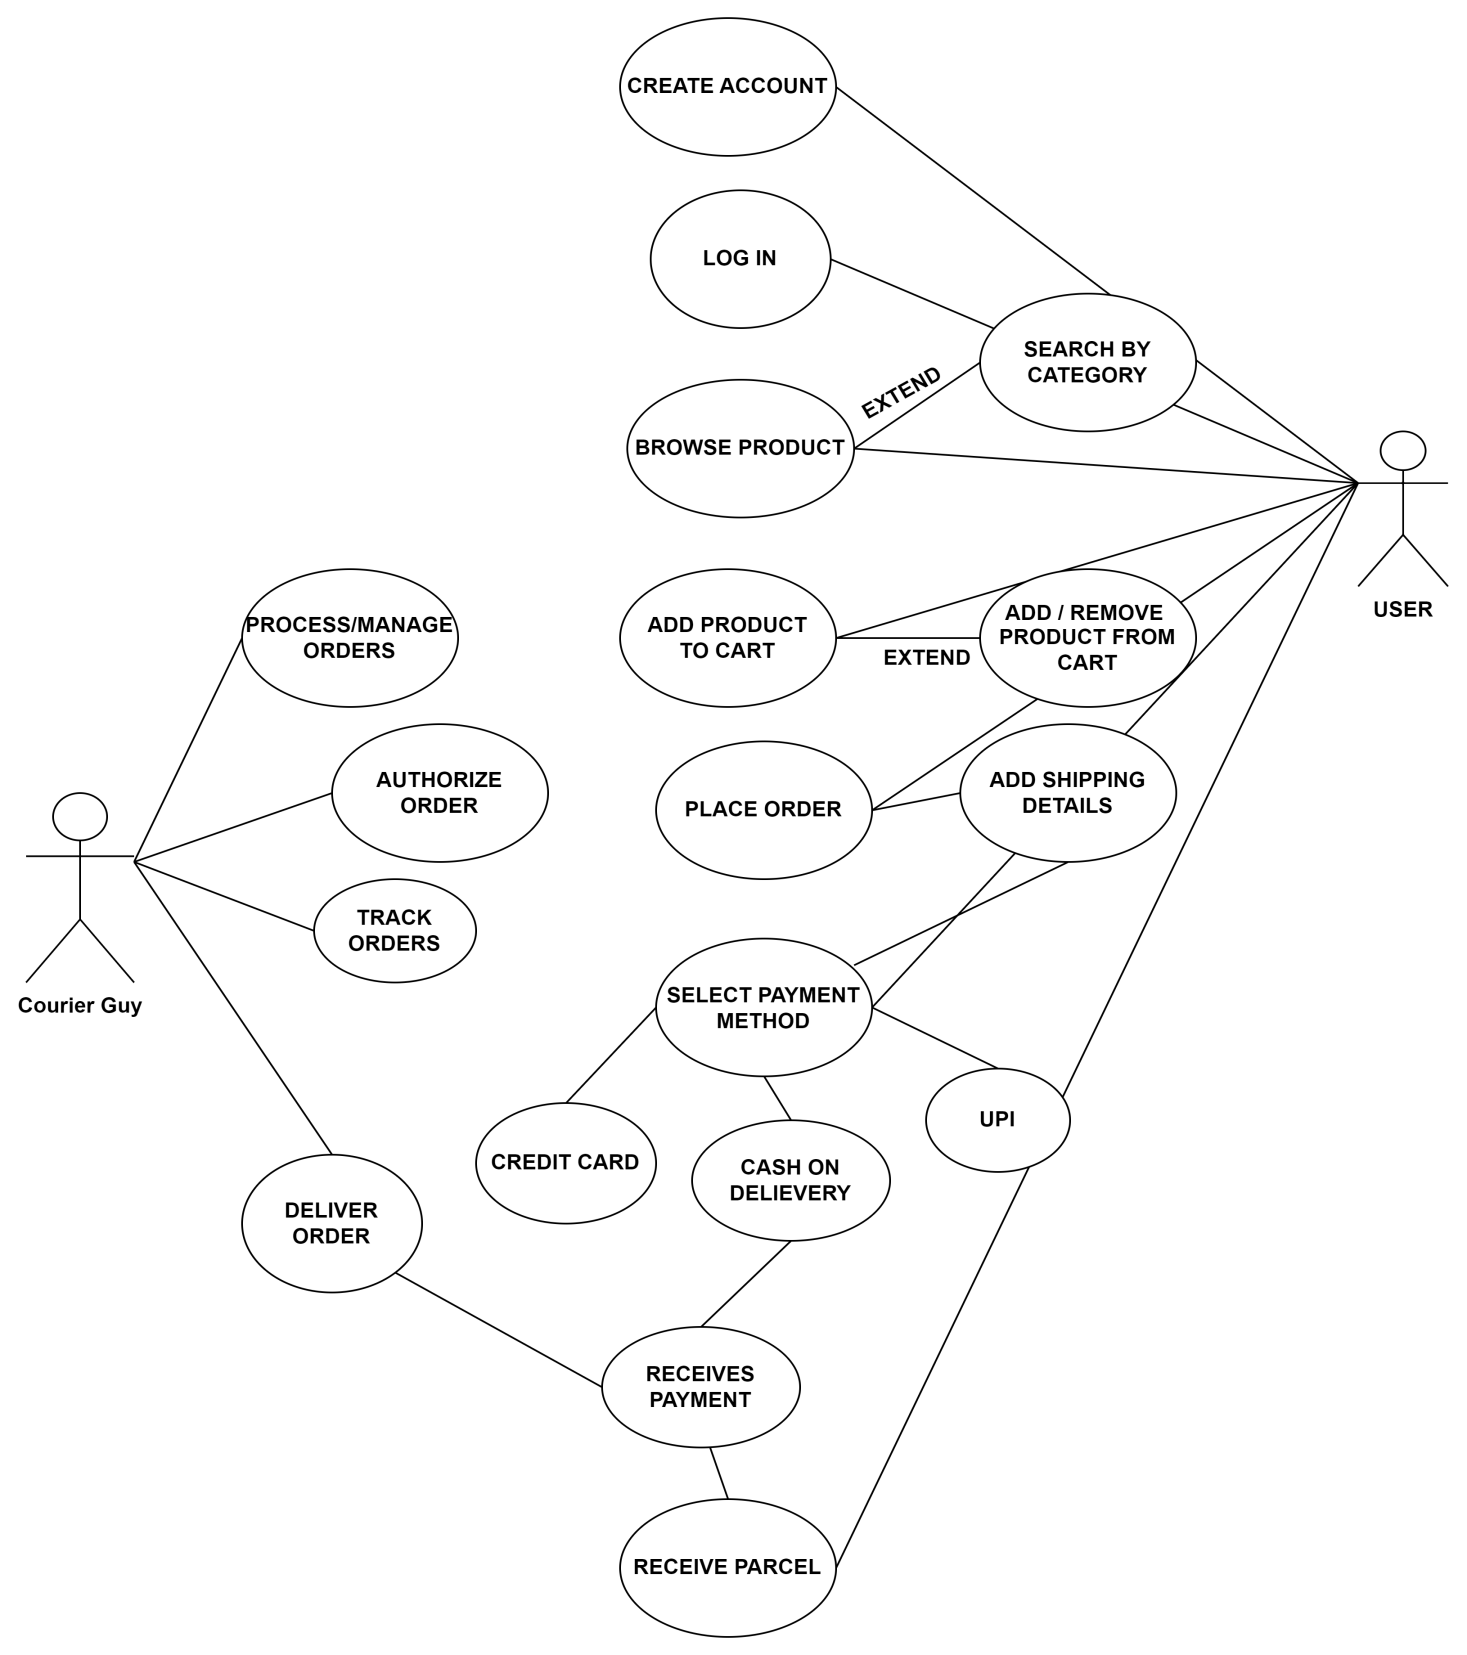 CREATE ACCOUNT
LOG IN
SEARCH BY
CATEGORY
EXTEND
BROWSE PRODUCT
USER
PROCESS/MANAGE
ORDERS
ADD PRODUCT
TO CART
EXTEND
ADD / REMOVE
PRODUCT FROM
CART
AUTHORIZE
ORDER
PLACE ORDER
ADD SHIPPING
DETAILS
TRACK
ORDERS
Courier Guy
SELECT PAYMENT
METHOD
UPI
CREDIT CARD
CASH ON
DELIEVERY
DELIVER
ORDER
RECEIVES
PAYMENT
RECEIVE PARCEL